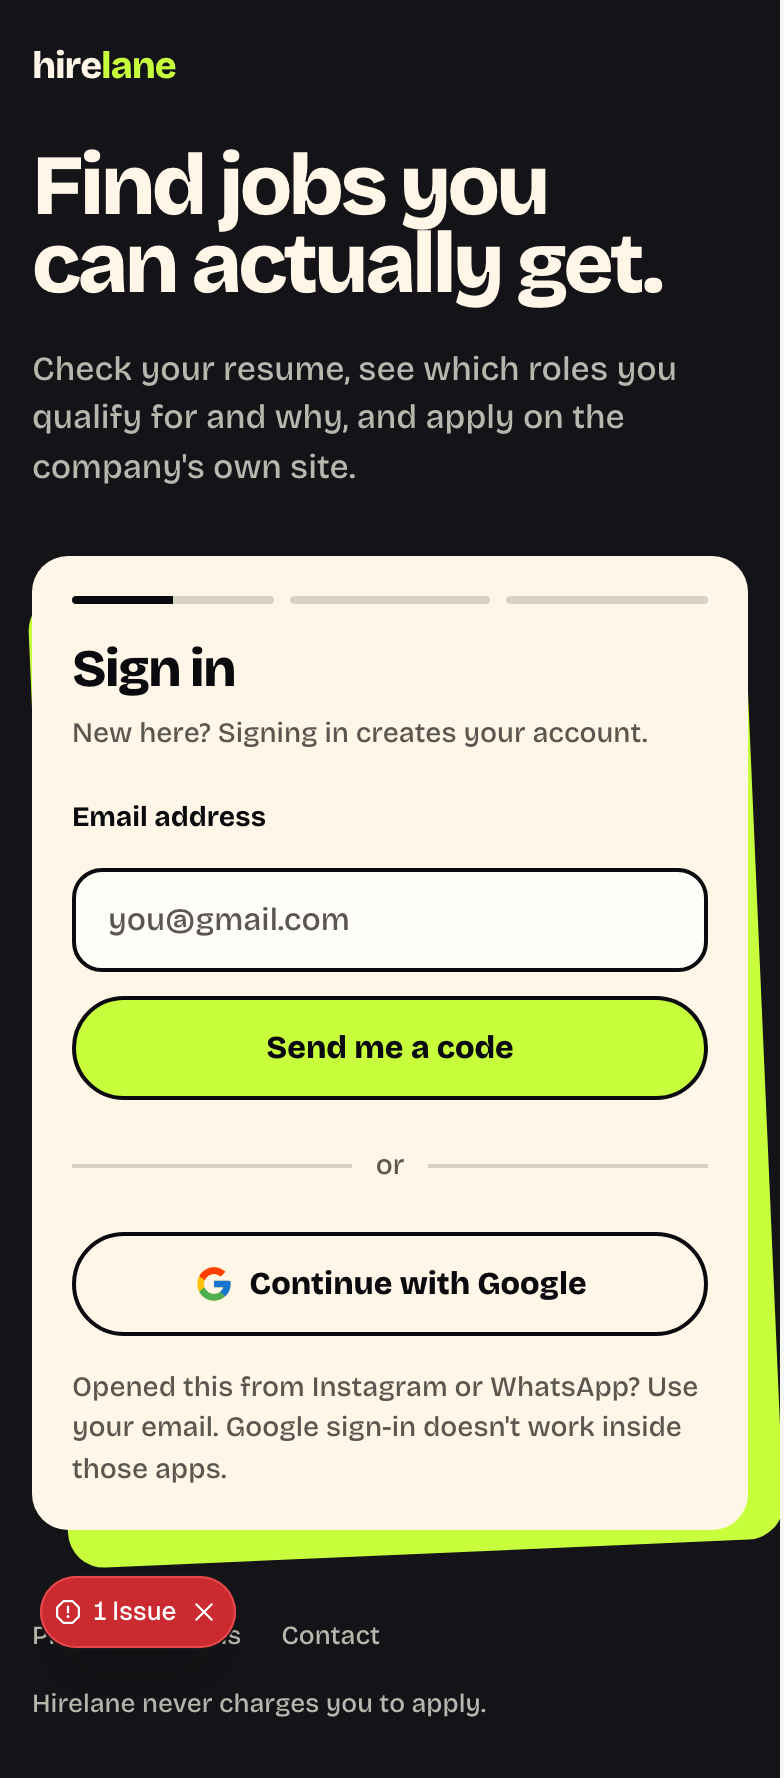 hirelane
Find jobs you
can actually get.
Check your resume, see which roles you
qualify for and why, and apply on the
company's own site.
Sign in
New here? Signing in creates your account.
Email address
you@gmail.com
Send me a code
or
Continue with Google
Opened this from Instagram or WhatsApp? Use
your email. Google sign-in doesn't work inside
those apps.
1 Issue
Contact
Hirelane never charges you to apply.